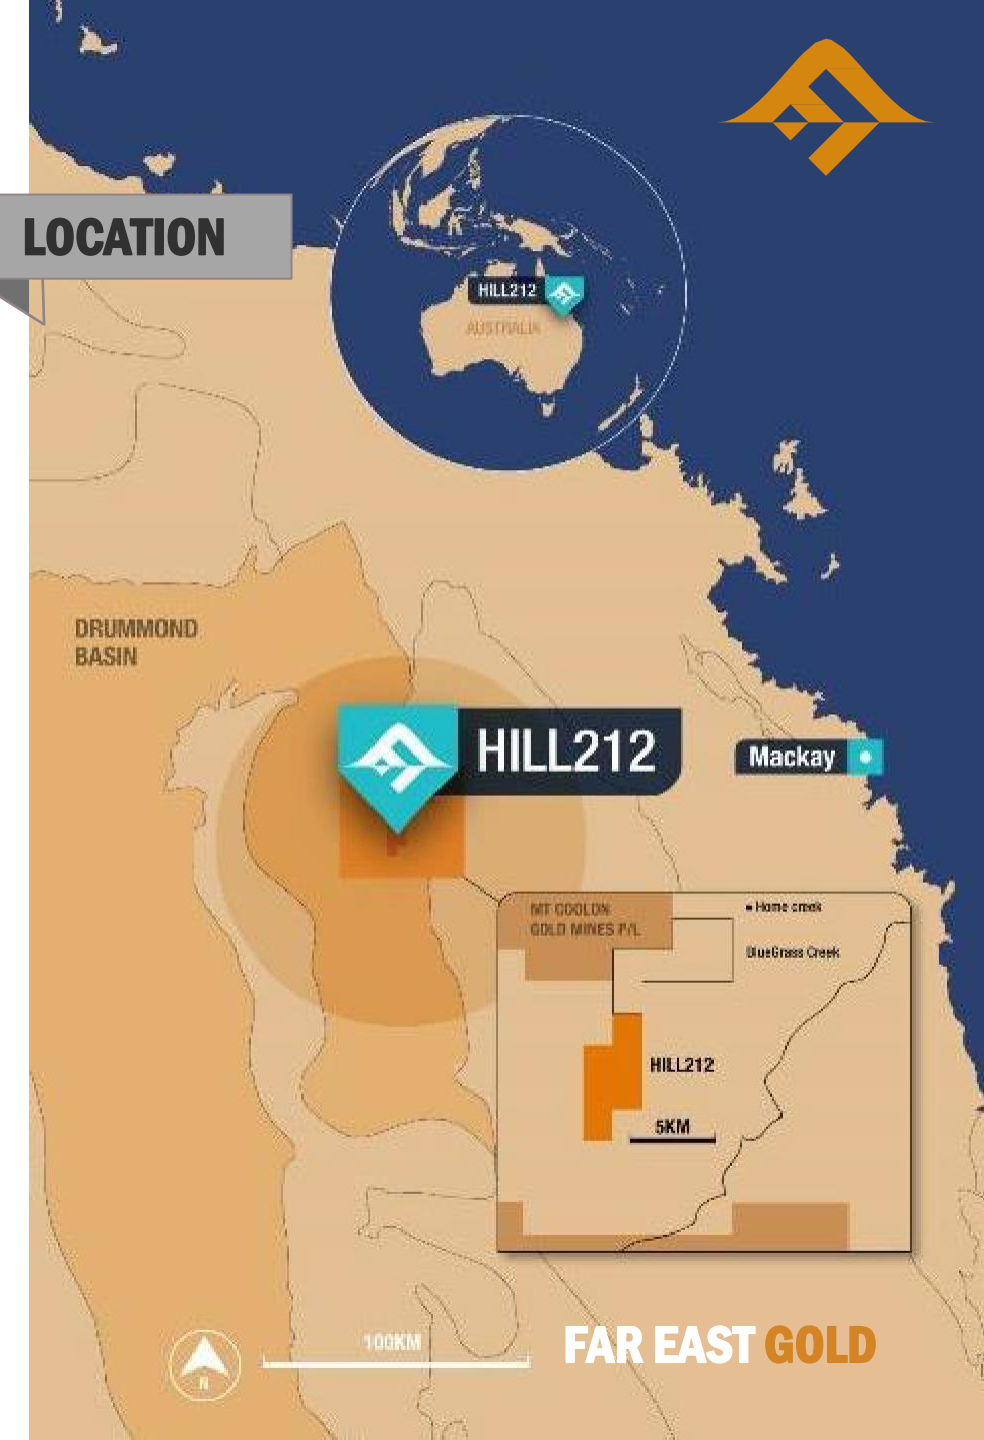 LOCATION
HILL212
AUSTRALIA
DRUMMOND
BASIN
HILL212
Mackay
MT COOLON
GOLD MINES P/L
Home creek
BlueGrass Creek
HILL212
5KM
100KM
N
FAR EAST GOLD